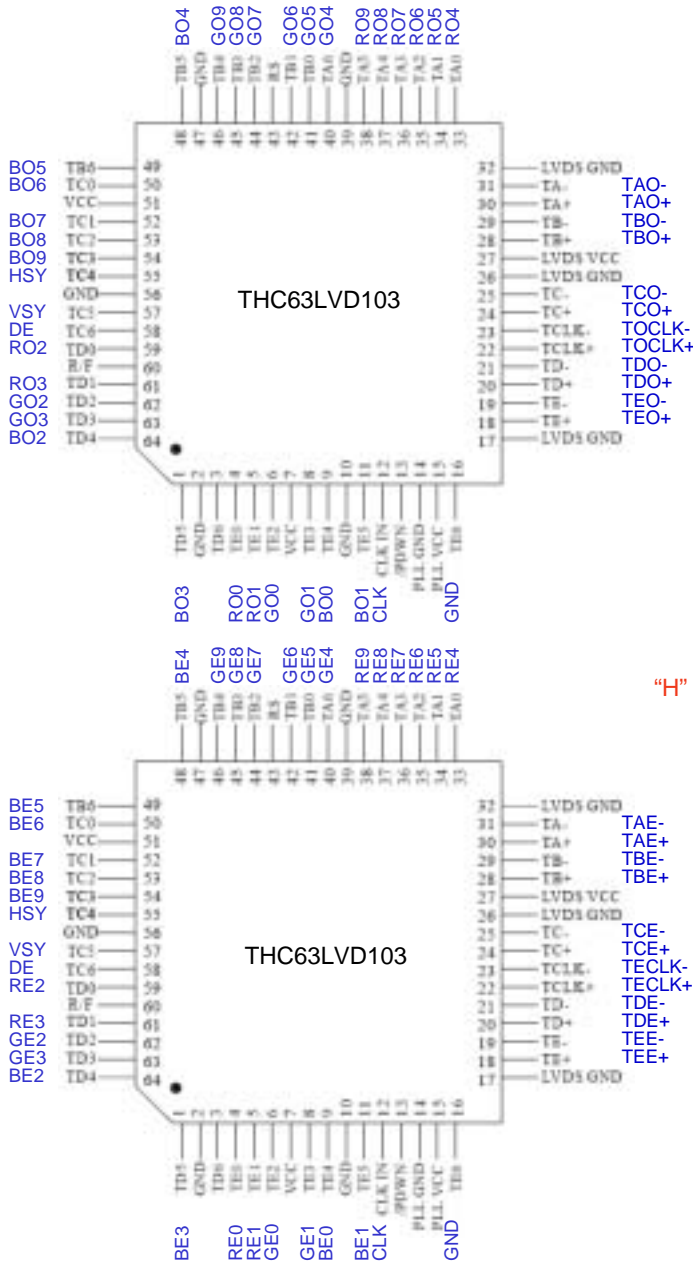 BO4 GO9 GO8 GO7 GO6 GO5 GO4 RO9 RO8 RO7 RO6 RO5 RO4
TB5 GND TB4 TB3 TB2 RS TB1 TB0 TA6 GND TA5 TA4 TA3 TA2 TA1 TA0
48 47 46 45 44 43 42 41 40 39 38 37 36 35 34 33
BO5 TB6 49 32 LVDS GND
BO6 TC0 50 31 TA- TAO-
VCC 51 30 TA+ TAO+
BO7 TC1 52 29 TB- TBO-
BO8 TC2 53 28 TB+ TBO+
BO9 TC3 54 27 LVDS VCC
HSY TC4 55 26 LVDS GND
GND 56 25 TC- TCO-
THC63LVD103
VSY TC5 57 24 TC+ TCO+
DE TC6 58 23 TCLK- TOCLK-
RO2 TD0 59 22 TCLK+ TOCLK+
R/F 60 21 TD- TDO-
RO3 TD1 61 20 TD+ TDO+
GO2 TD2 62 19 TE- TEO-
GO3 TD3 63 18 TE+ TEO+
BO2 TD4 64 17 LVDS GND
1 2 3 4 5 6 7 8 9 10 11 12 13 14 15 16
TD5 GND TD6 TE0 TE1 TE2 VCC TE3 TE4 GND TE5 CLK IN /PDWN PLL GND PLL VCC TE6
BO3 RO0 RO1 GO0 GO1 BO0 BO1 CLK GND
BE4 GE9 GE8 GE7 GE6 GE5 GE4 RE9 RE8 RE7 RE6 RE5 RE4
"H"
TB5 GND TB4 TB3 TB2 RS TB1 TB0 TA6 GND TA5 TA4 TA3 TA2 TA1 TA0
48 47 46 45 44 43 42 41 40 39 38 37 36 35 34 33
BE5 TB6 49 32 LVDS GND
BE6 TC0 50 31 TA- TAE-
VCC 51 30 TA+ TAE+
BE7 TC1 52 29 TB- TBE-
BE8 TC2 53 28 TB+ TBE+
BE9 TC3 54 27 LVDS VCC
HSY TC4 55 26 LVDS GND
GND 56 25 TC- TCE-
THC63LVD103
VSY TC5 57 24 TC+ TCE+
DE TC6 58 23 TCLK- TECLK-
RE2 TD0 59 22 TCLK+ TECLK+
R/F 60 21 TD- TDE-
RE3 TD1 61 20 TD+ TDE+
GE2 TD2 62 19 TE- TEE-
GE3 TD3 63 18 TE+ TEE+
BE2 TD4 64 17 LVDS GND
1 2 3 4 5 6 7 8 9 10 11 12 13 14 15 16
TD5 GND TD6 TE0 TE1 TE2 VCC TE3 TE4 GND TE5 CLK IN /PDWN PLL GND PLL VCC TE6
BE3 RE0 RE1 GE0 GE1 BE0 BE1 CLK GND